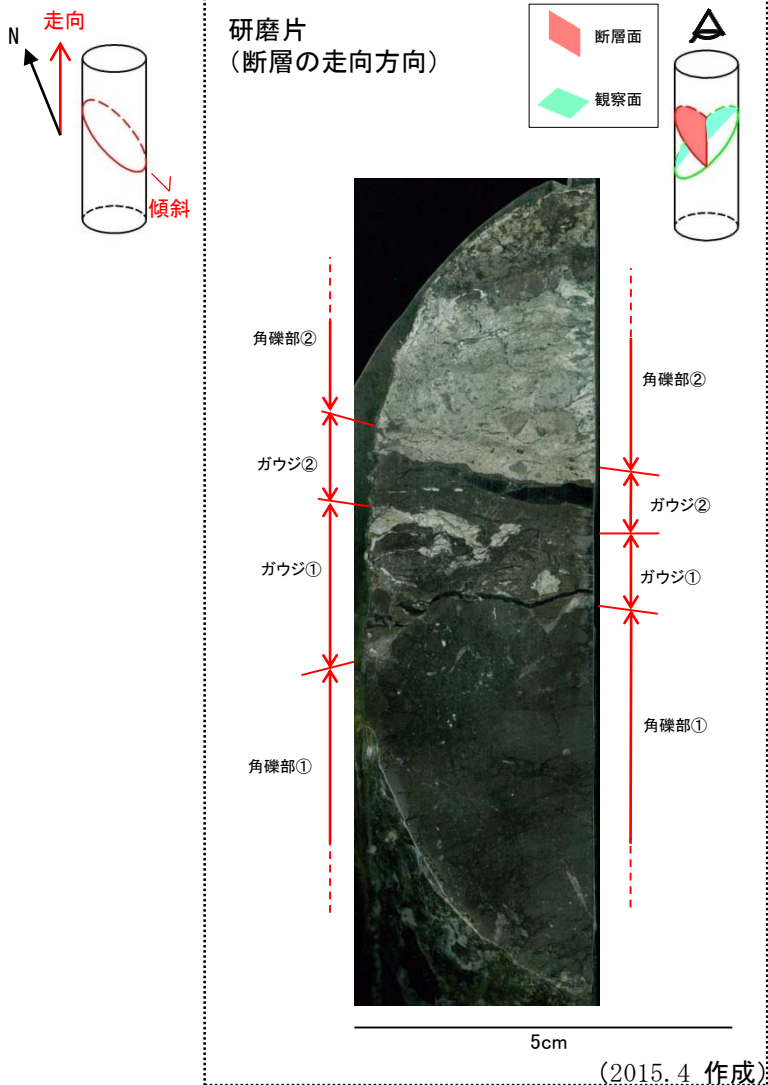 走向
N
傾斜
研磨片
(断層の走向方向)
断層面
観察面
角礫部②
ガウジ②
ガウジ①
角礫部①
角礫部②
ガウジ②
ガウジ①
角礫部①
5cm
(2015.4 作成)